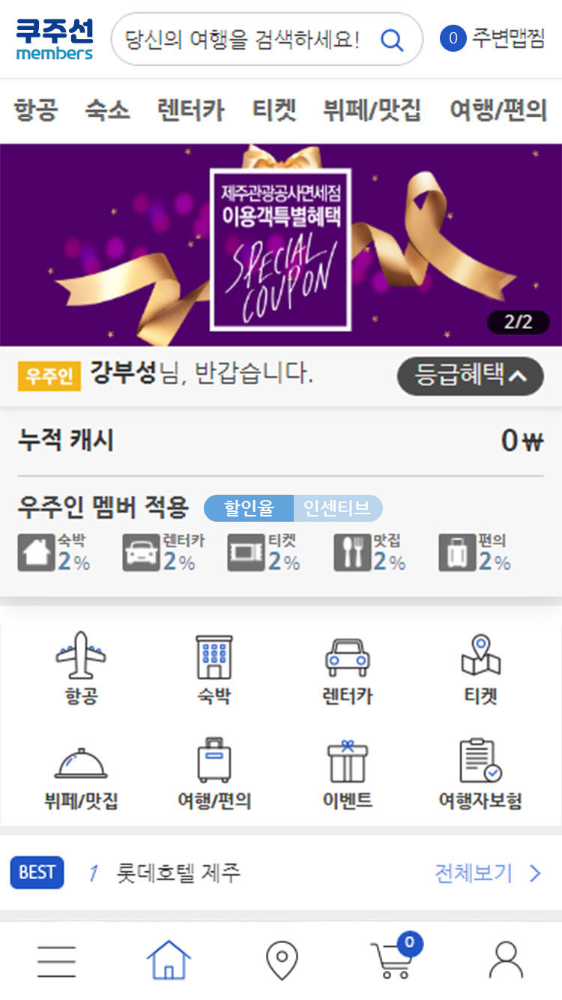 쿠주선
members
당신의 여행을 검색하세요!
0 주변맵찜
항공 숙소 렌터카 티켓 뷔페/맛집 여행/편의
제주관광공사면세점
이용객특별혜택
SPECIAL
COUPON
2/2
우주인 강부성님, 반갑습니다.
등급혜택
누적 캐시
0₩
우주인 멤버 적용 할인율 인센티브
숙박 렌터카 티켓 맛집 편의
2% 2% 2% 2% 2%
항공 숙박 렌터카 티켓
뷔페/맛집 여행/편의 이벤트 여행자보험
BEST 1 롯데호텔 제주 전체보기
0